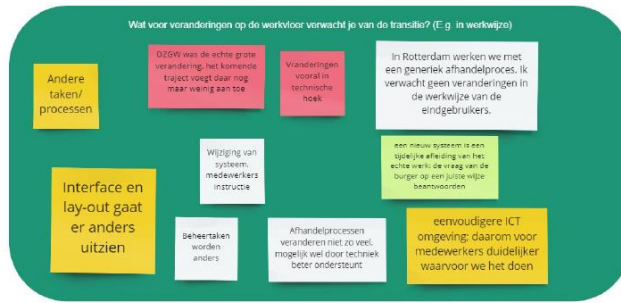 Wat voor veranderingen op de werkvloer verwacht je van de transitie? (E.g. in werkwijze)
Andere
taken/
processen
DZGW was de echte grote
verandering. het komende
traject voegt daar nog
maar weinig aan toe
Vranderingen
vooral in
technische
hoek
In Rotterdam werken we met
een generiek afhandelproces. Ik
verwacht geen veranderingen in
de werkwijze van de
eindgebruikers.
Wijziging van
systeem,
medewerkers
instructie
een nieuw systeem is een
tijdelijke afleiding van het
echte werk: de vraag van de
burger op een juiste wijze
beantwoorden
Interface en
lay-out gaat
er anders
uitzien
Beheertaken
worden
anders
Afhandelprocessen
veranderen niet zo veel.
mogelijk wel door techniek
beter ondersteunt
eenvoudigere ICT
omgeving; daarom voor
medewerkers duidelijker
waarvoor we het doen